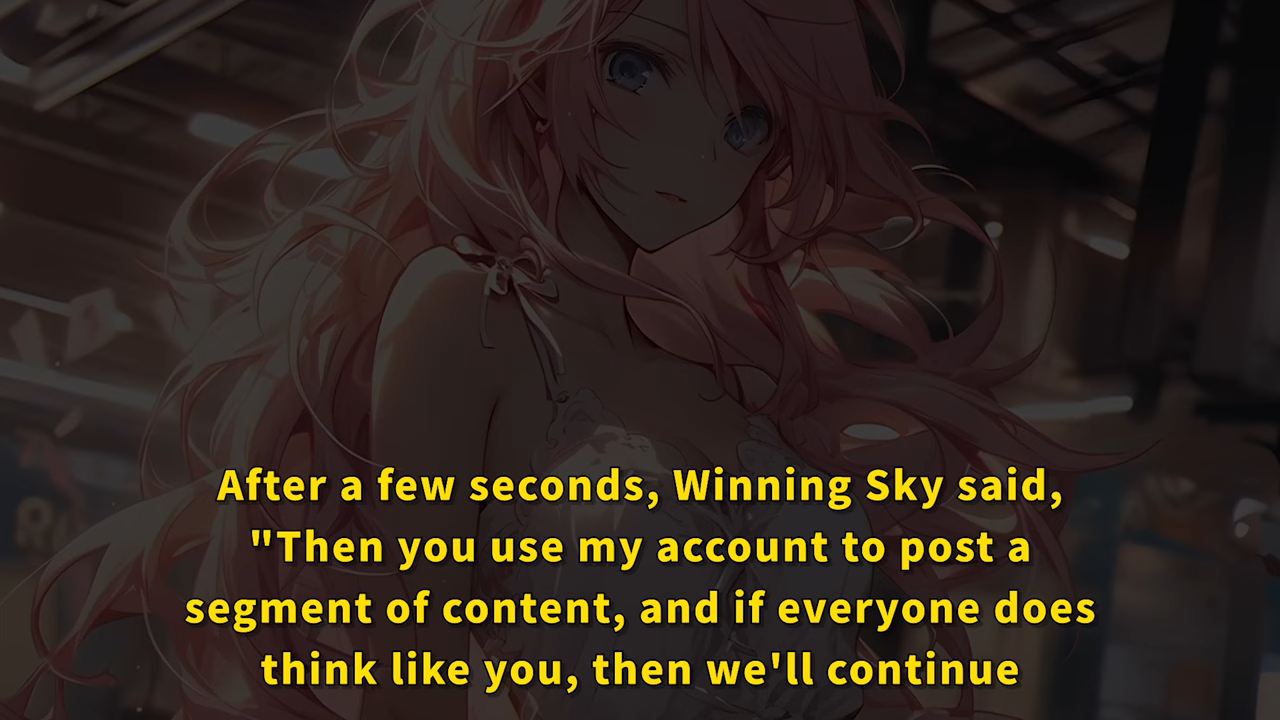 After a few seconds, Winning Sky said,
"Then you use my account to post a
segment of content, and if everyone does
think like you, then we'll continue